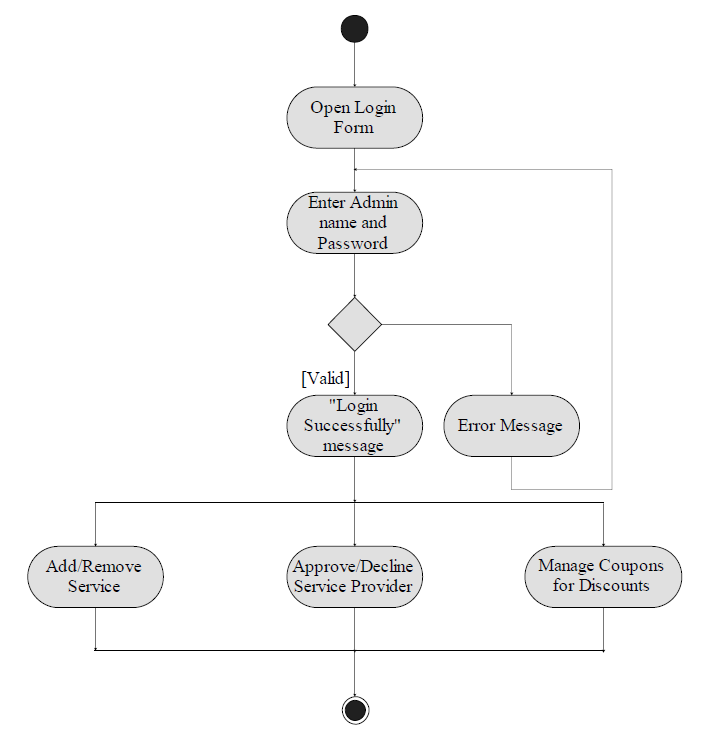 Open Login
Form
Enter Admin
name and
Password
[Valid]
"Login
Successfully"
message
Error Message
Add/Remove
Service
Approve/Decline
Service Provider
Manage Coupons
for Discounts